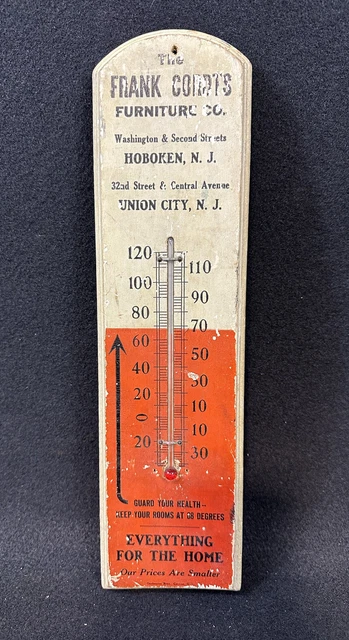 The
FRANK CORDTS
FURNITURE CO.
Washington & Second Streets
HOBOKEN, N. J.
32nd Street & Central Avenue
UNION CITY, N. J.
120
110
100
90
80
70
60
50
40
30
20
10
0
10
20
30
GUARD YOUR HEALTH—
KEEP YOUR ROOMS AT 68 DEGREES
EVERYTHING
FOR THE HOME
Our Prices Are Smaller